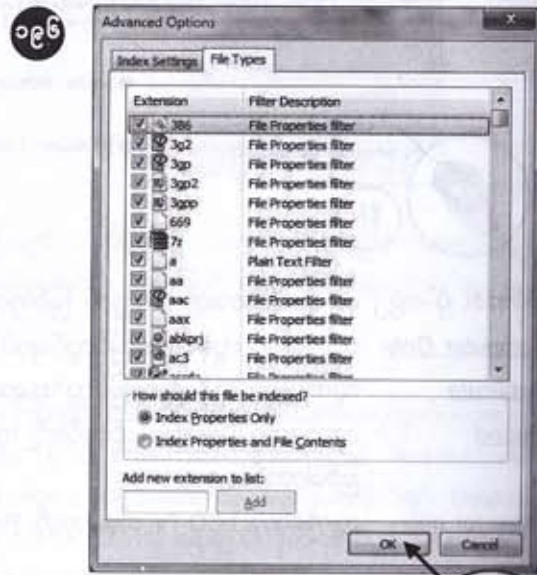 ၁၉၆
Advanced Options
Index Settings File Types
Extension Filter Description
386 File Properties filter
3g2 File Properties filter
3gp File Properties filter
3gp2 File Properties filter
3gpp File Properties filter
669 File Properties filter
7z File Properties filter
a Plain Text Filter
aa File Properties filter
aac File Properties filter
aax File Properties filter
abkprj File Properties filter
ac3 File Properties filter
File Properties filter
How should this file be indexed?
Index Properties Only
Index Properties and File Contents
Add new extension to list:
Add
OK Cancel